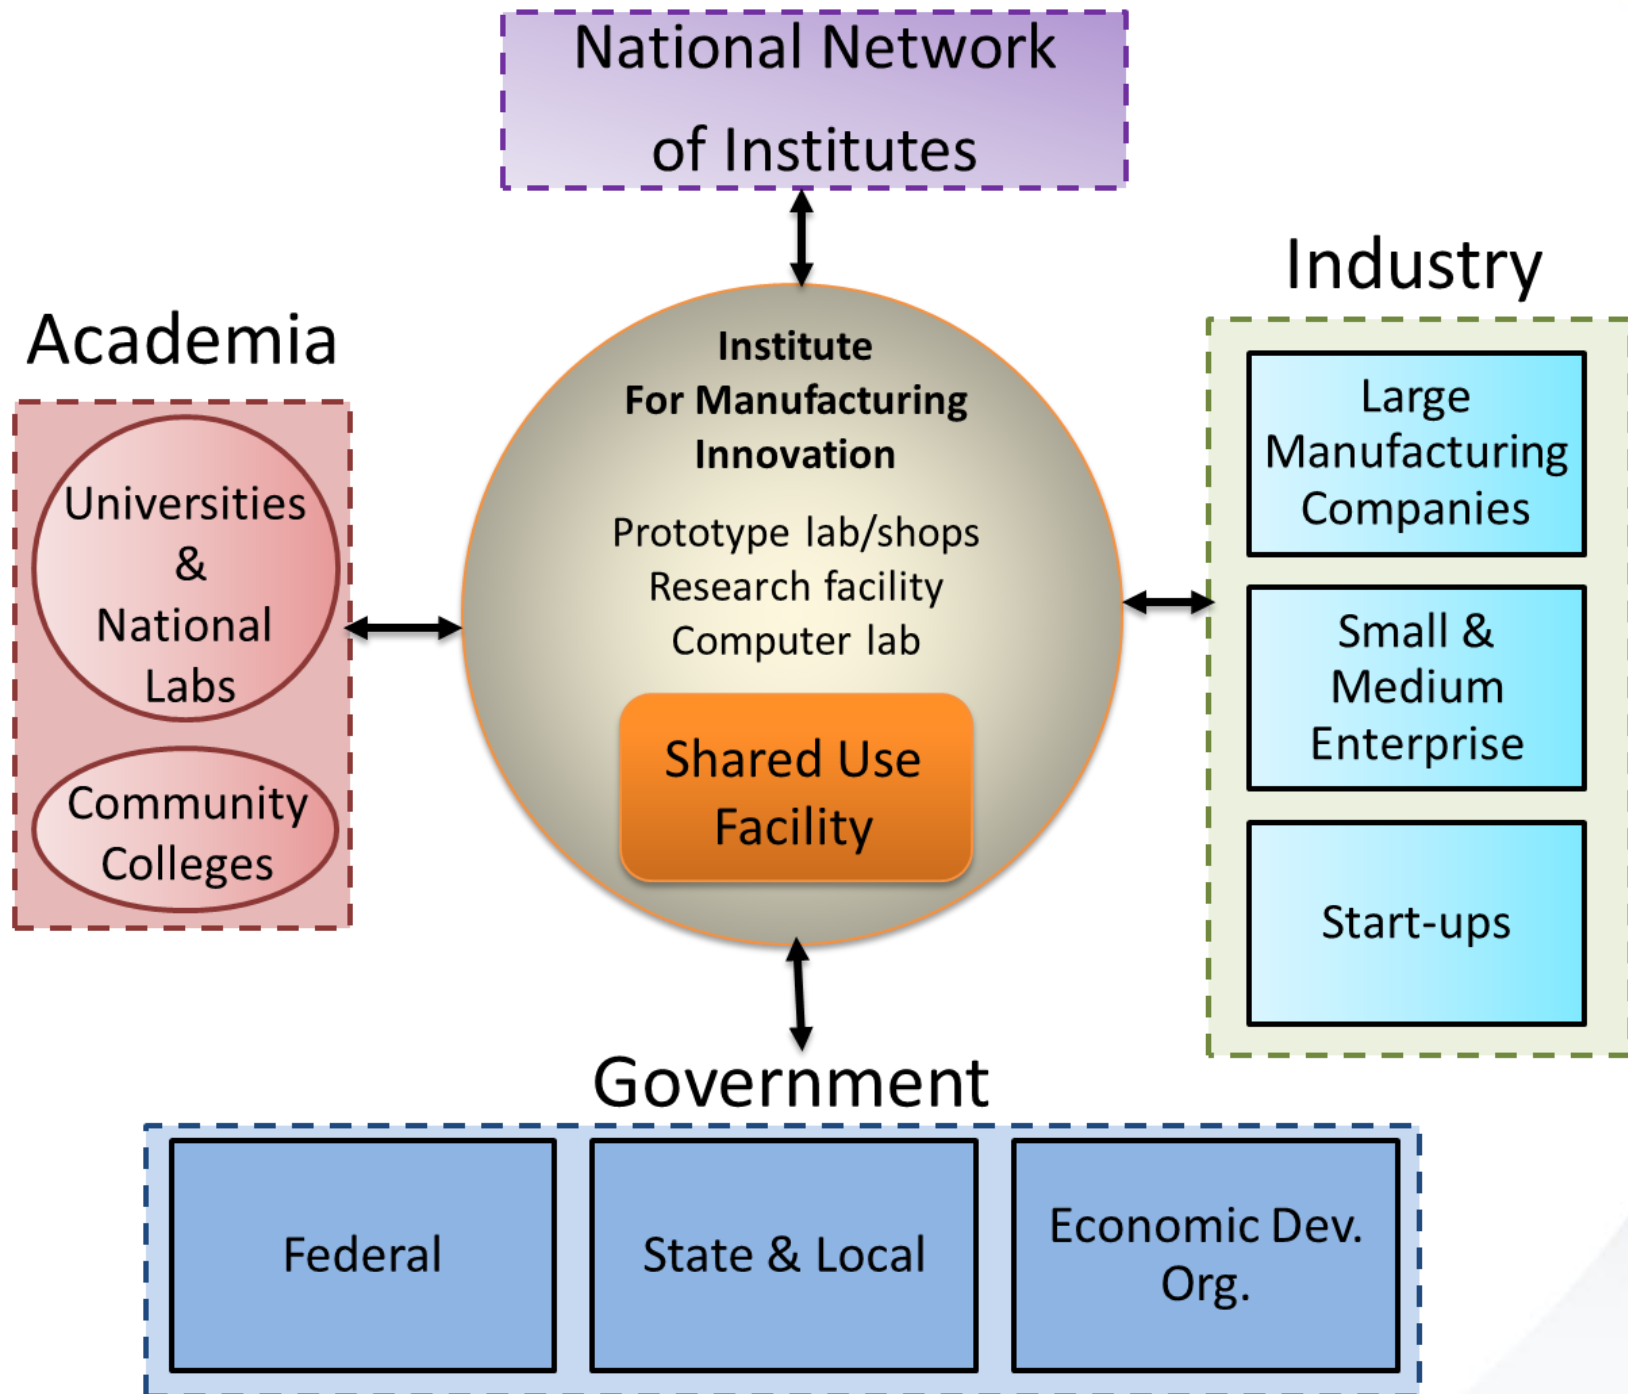 National Network
of Institutes
Industry
Academia
Institute
For Manufacturing
Innovation
Prototype lab/shops
Research facility
Computer lab
Shared Use
Facility
Universities
&
National
Labs
Community
Colleges
Large
Manufacturing
Companies
Small &
Medium
Enterprise
Start-ups
Government
Federal
State & Local
Economic Dev.
Org.